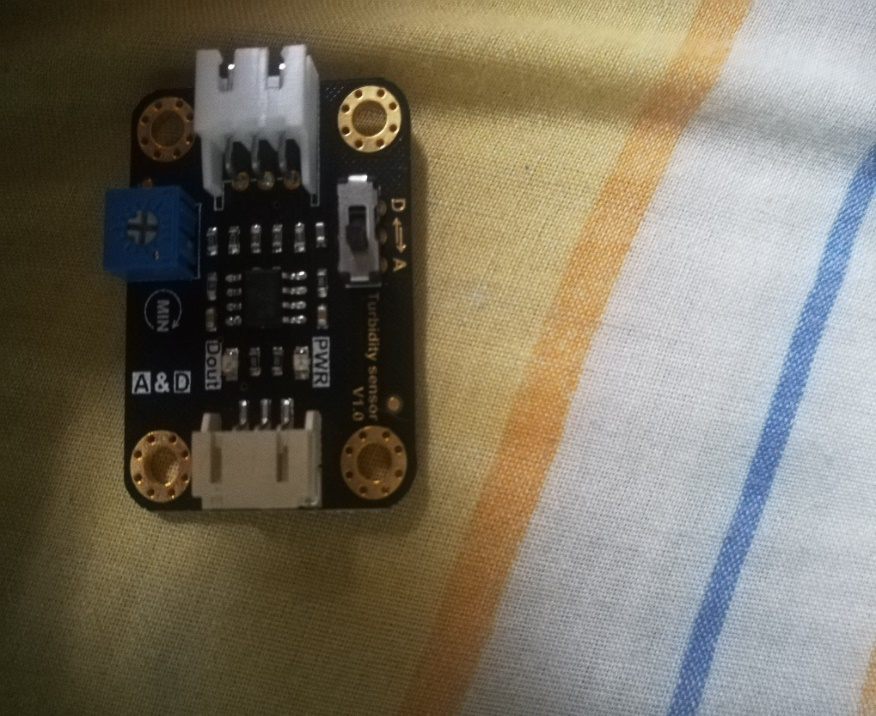 D ⟷ A
MIN
Turbidity sensor
V1.0
Dout
PWR
A & D